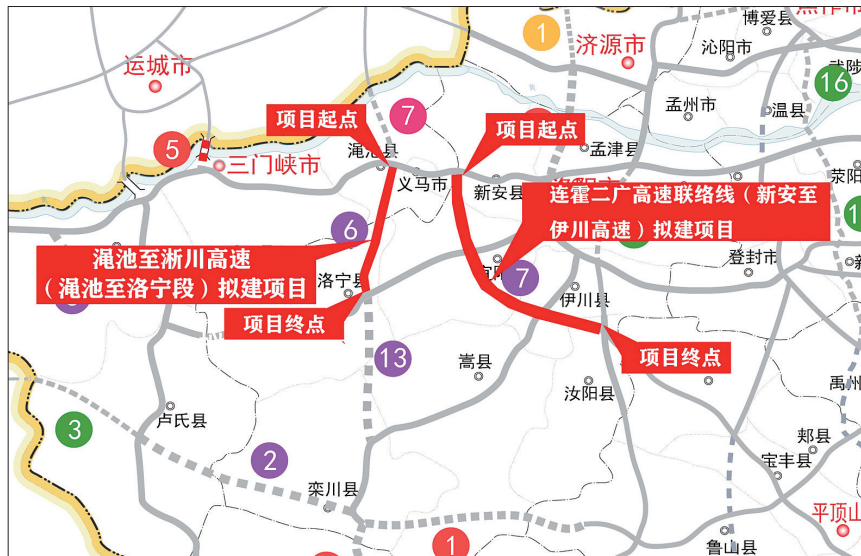 博爱县
焦作市
1
济源市
沁阳市
运城市
16
孟州市
温县
7
项目起点
项目起点
5
三门峡市
渑池县
孟津县
荥阳
义马市
新安县
连霍二广高速联络线（新安至
伊川高速）拟建项目
6
渑池至淅川高速
（渑池至洛宁段）拟建项目
登封市
7
洛宁县
伊川县
项目终点
13
项目终点
嵩县
汝阳县
禹州
卢氏县
3
2
郏县
宝丰县
栾川县
平顶山
1
鲁山县